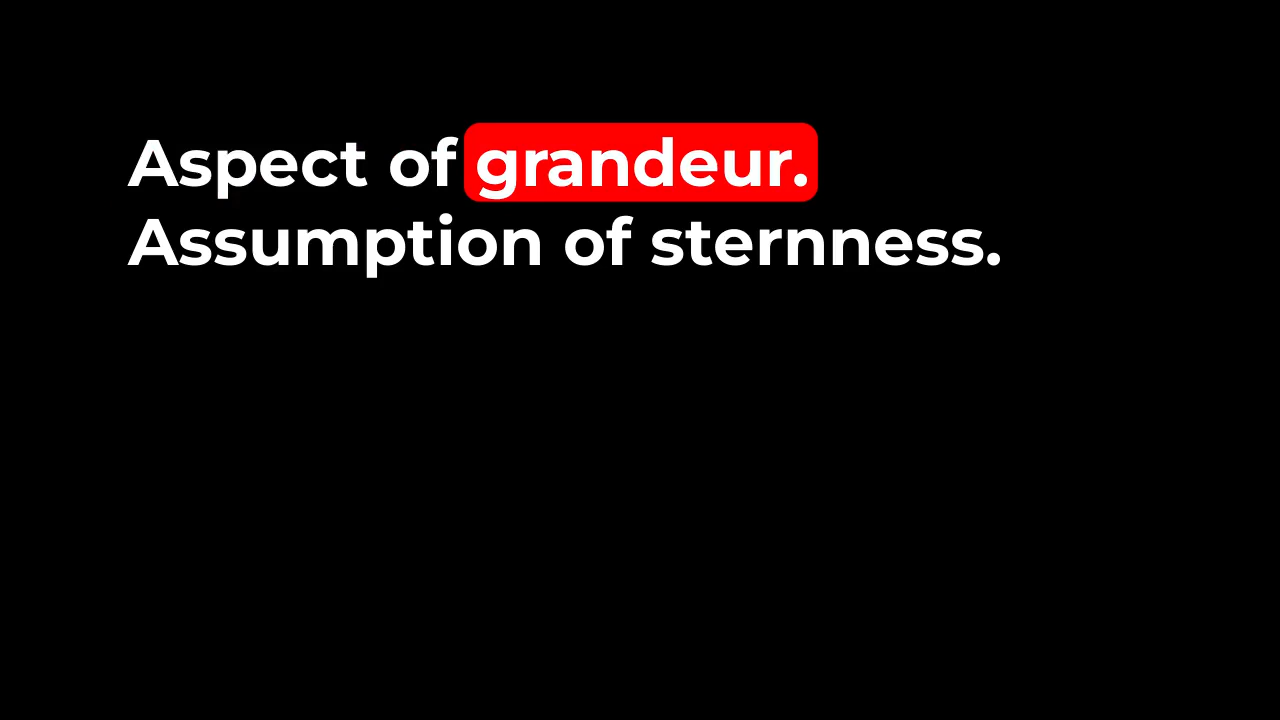 Aspect of grandeur.
Assumption of sternness.